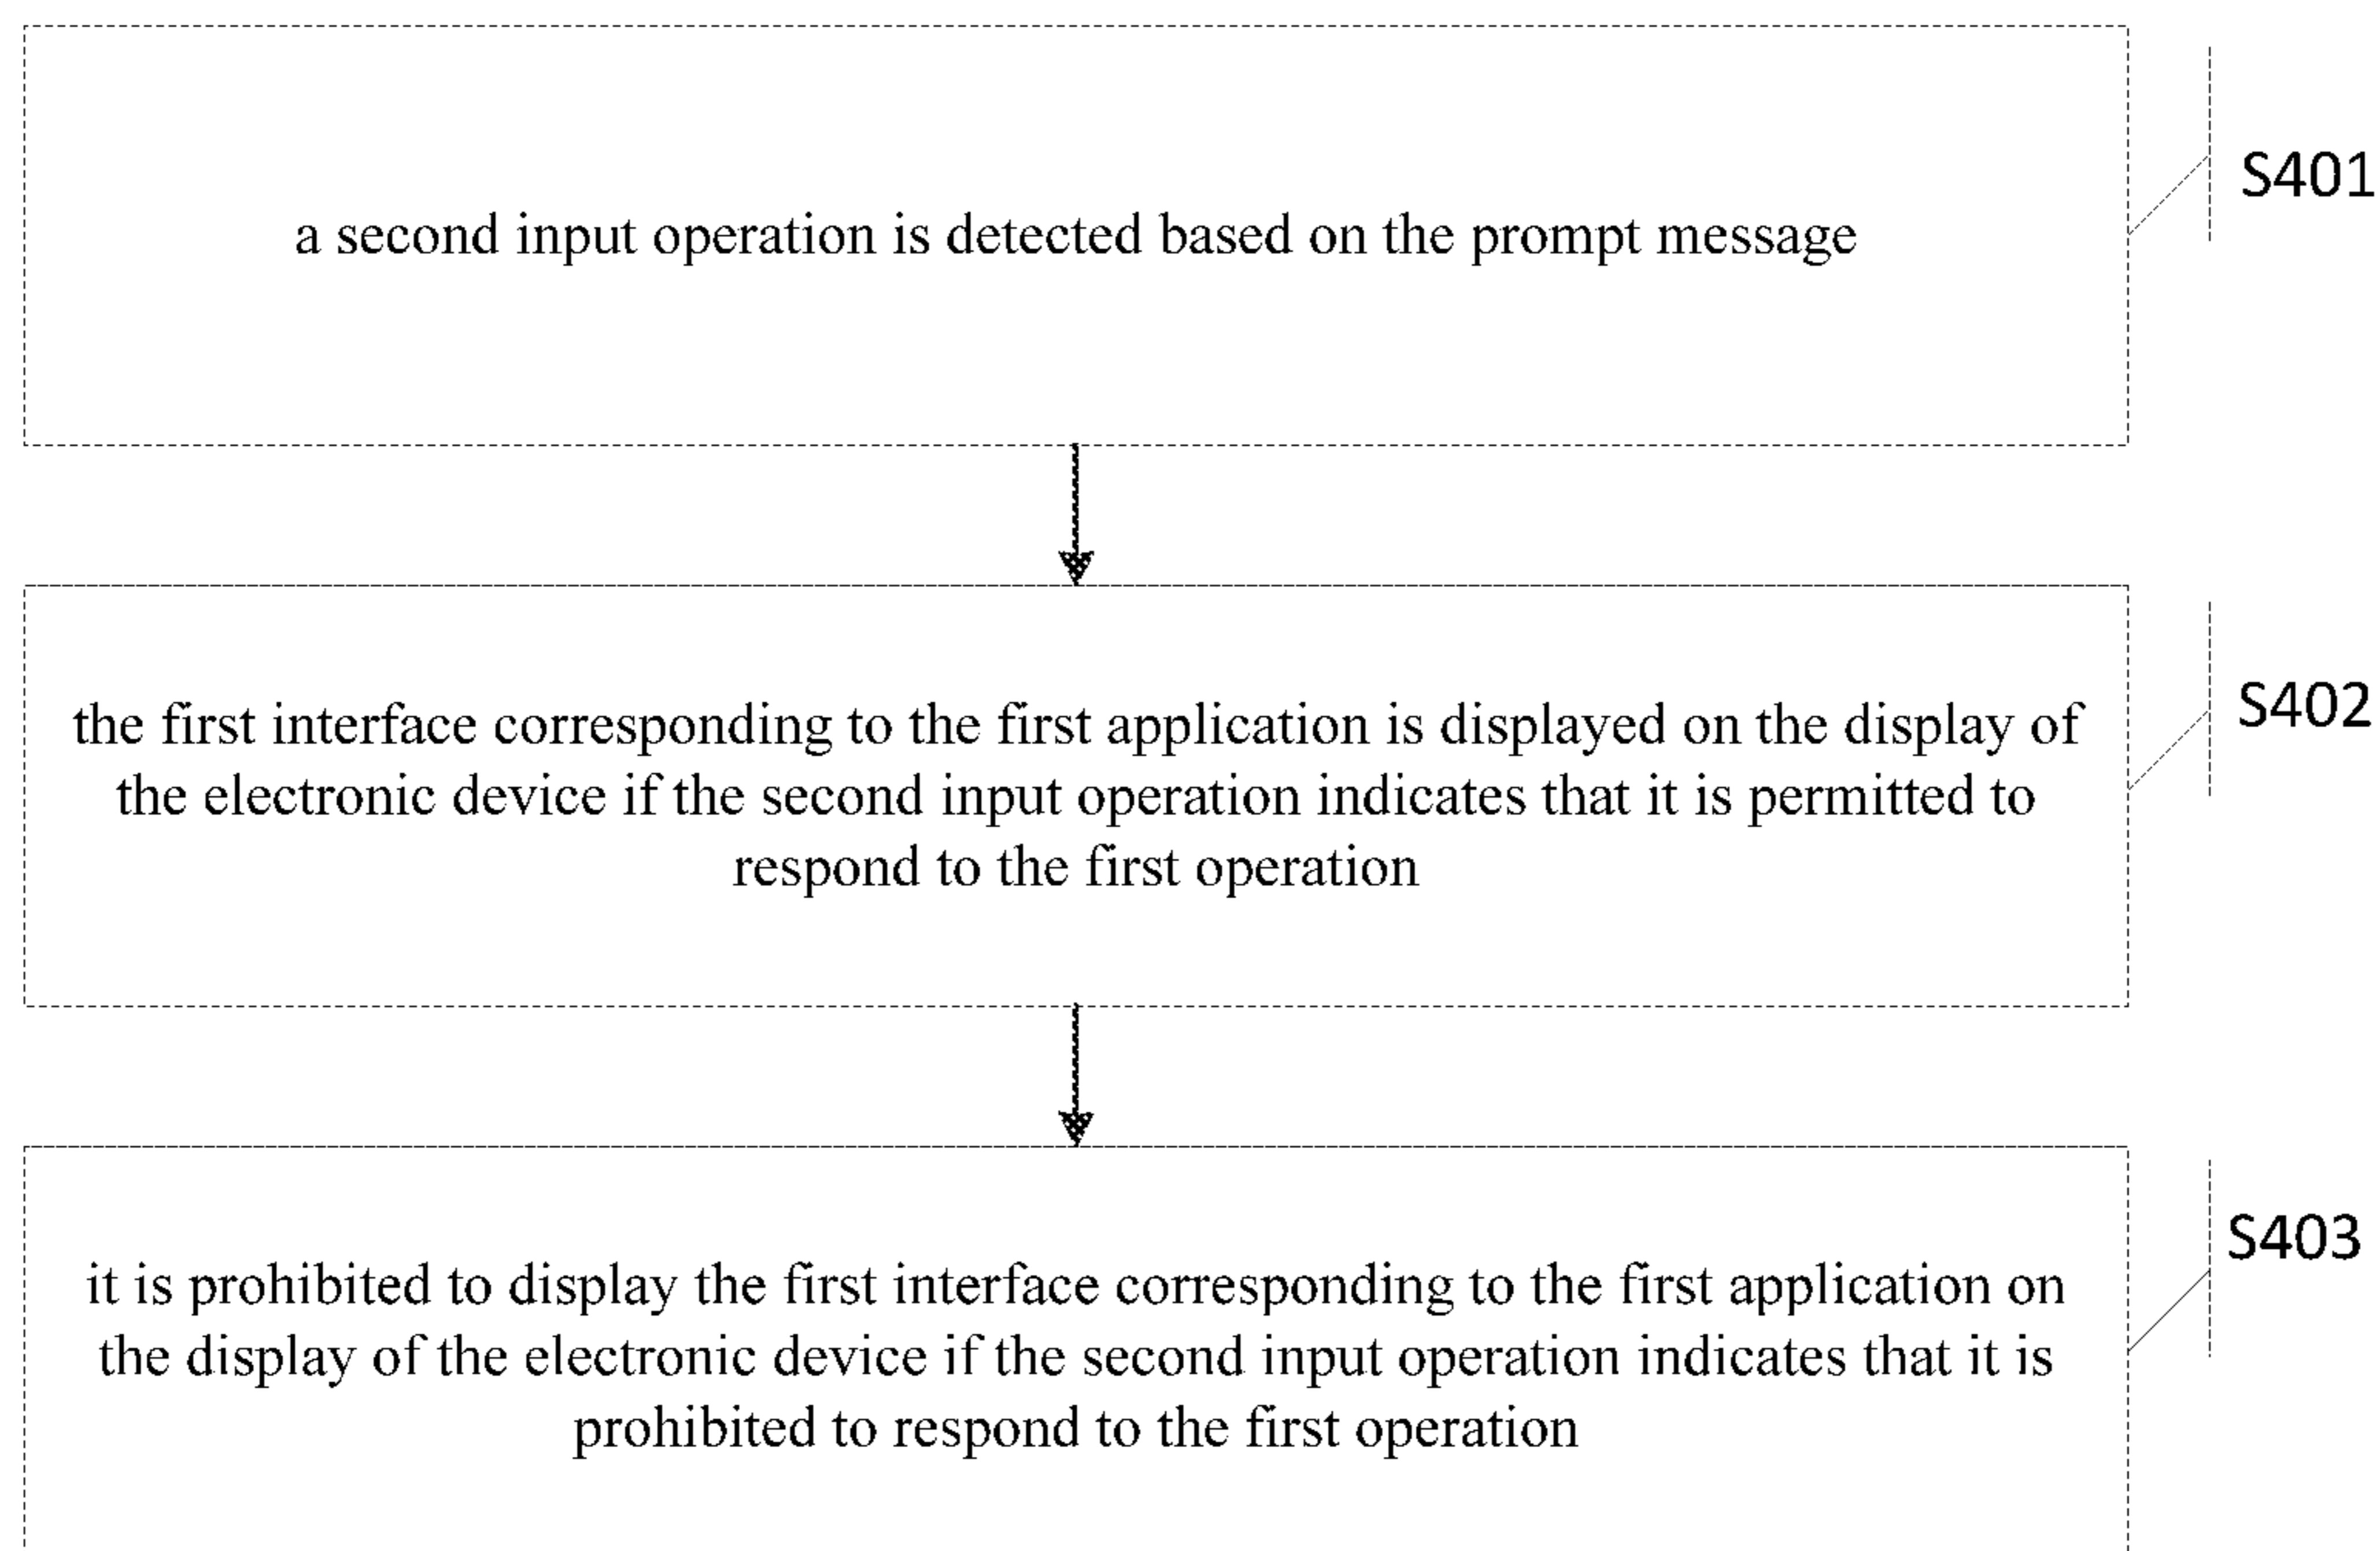 a second input operation is detected based on the prompt message
S401
the first interface corresponding to the first application is displayed on the display of
the electronic device if the second input operation indicates that it is permitted to
respond to the first operation
S402
it is prohibited to display the first interface corresponding to the first application on
the display of the electronic device if the second input operation indicates that it is
prohibited to respond to the first operation
S403